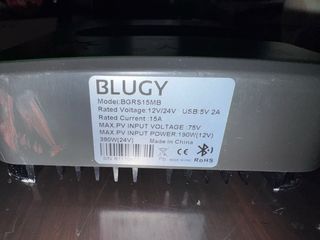 BLUGY
Model:BGRS15MB
Rated Voltage:12V/24V USB:5V 2A
Rated Current:15A
MAX.PV INPUT VOLTAGE :75V
MAX.PV INPUT POWER:190W(12V)
380W(24V) Made in China
RoHS